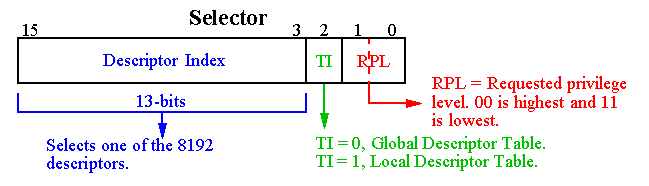 Selector
15 3 2 1 0
Descriptor Index TI RPL
13-bits
RPL = Requested privilege
level. 00 is highest and 11
is lowest.
Selects one of the 8192
descriptors.
TI = 0, Global Descriptor Table.
TI = 1, Local Descriptor Table.